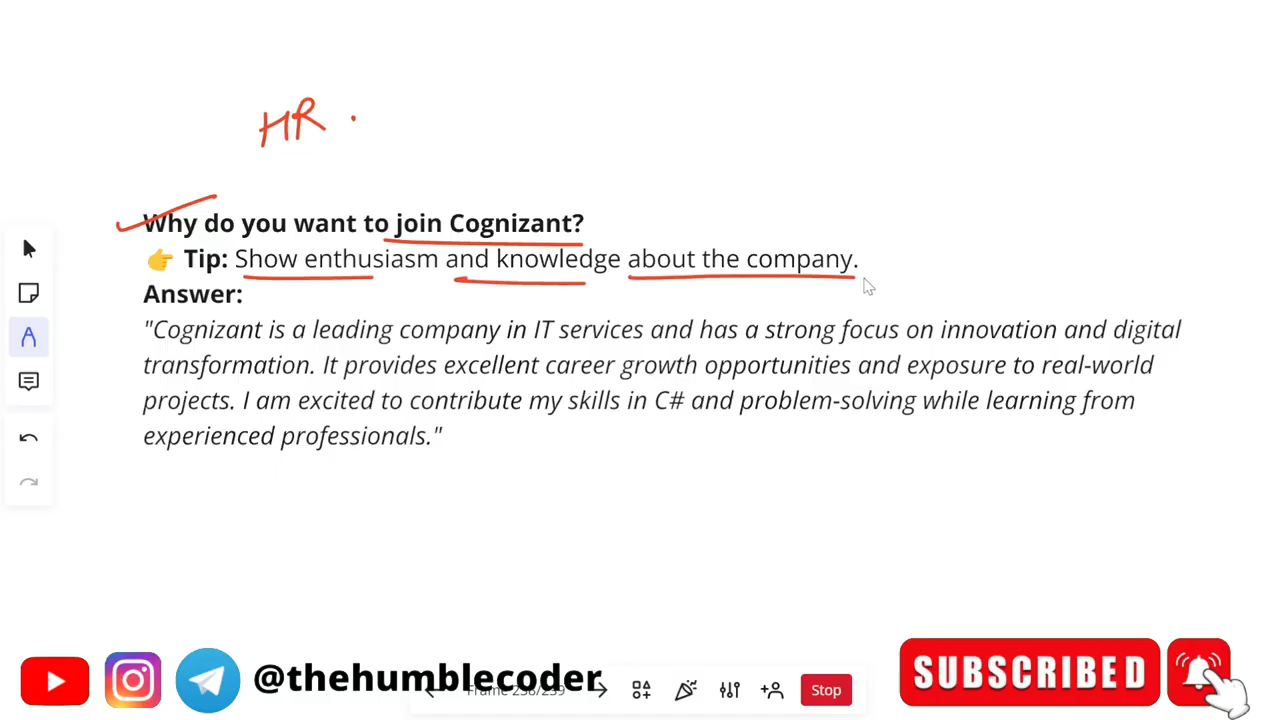 HR .
Why do you want to join Cognizant?
👉 Tip: Show enthusiasm and knowledge about the company.
Answer:
"Cognizant is a leading company in IT services and has a strong focus on innovation and digital
transformation. It provides excellent career growth opportunities and exposure to real-world
projects. I am excited to contribute my skills in C# and problem-solving while learning from
experienced professionals."
@thehumblecoder
Frame 238/239
Stop
SUBSCRIBED